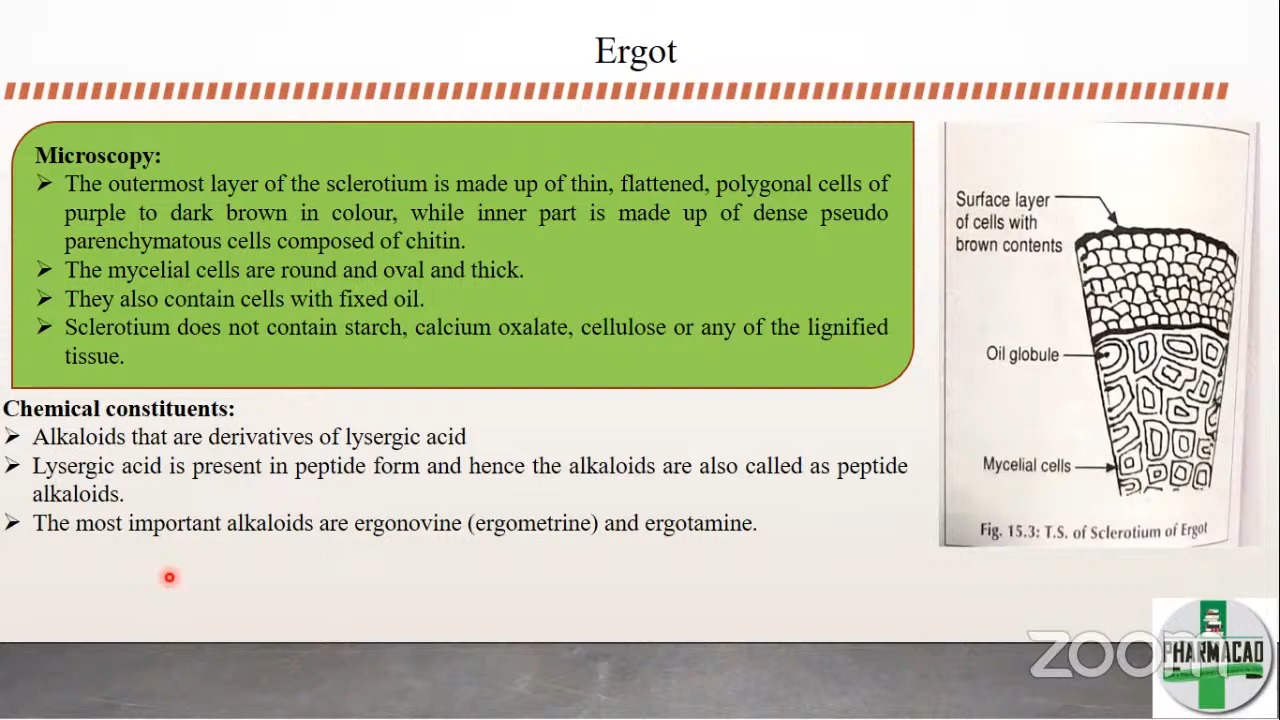 Ergot
Microscopy:
➢ The outermost layer of the sclerotium is made up of thin, flattened, polygonal cells of
purple to dark brown in colour, while inner part is made up of dense pseudo
parenchymatous cells composed of chitin.
➢ The mycelial cells are round and oval and thick.
➢ They also contain cells with fixed oil.
➢ Sclerotium does not contain starch, calcium oxalate, cellulose or any of the lignified
tissue.
Chemical constituents:
➢ Alkaloids that are derivatives of lysergic acid
➢ Lysergic acid is present in peptide form and hence the alkaloids are also called as peptide
alkaloids.
➢ The most important alkaloids are ergonovine (ergometrine) and ergotamine.
Surface layer
of cells with
brown contents
Oil globule
Mycelial cells
Fig. 15.3: T.S. of Sclerotium of Ergot
zoom
PHARMACAD